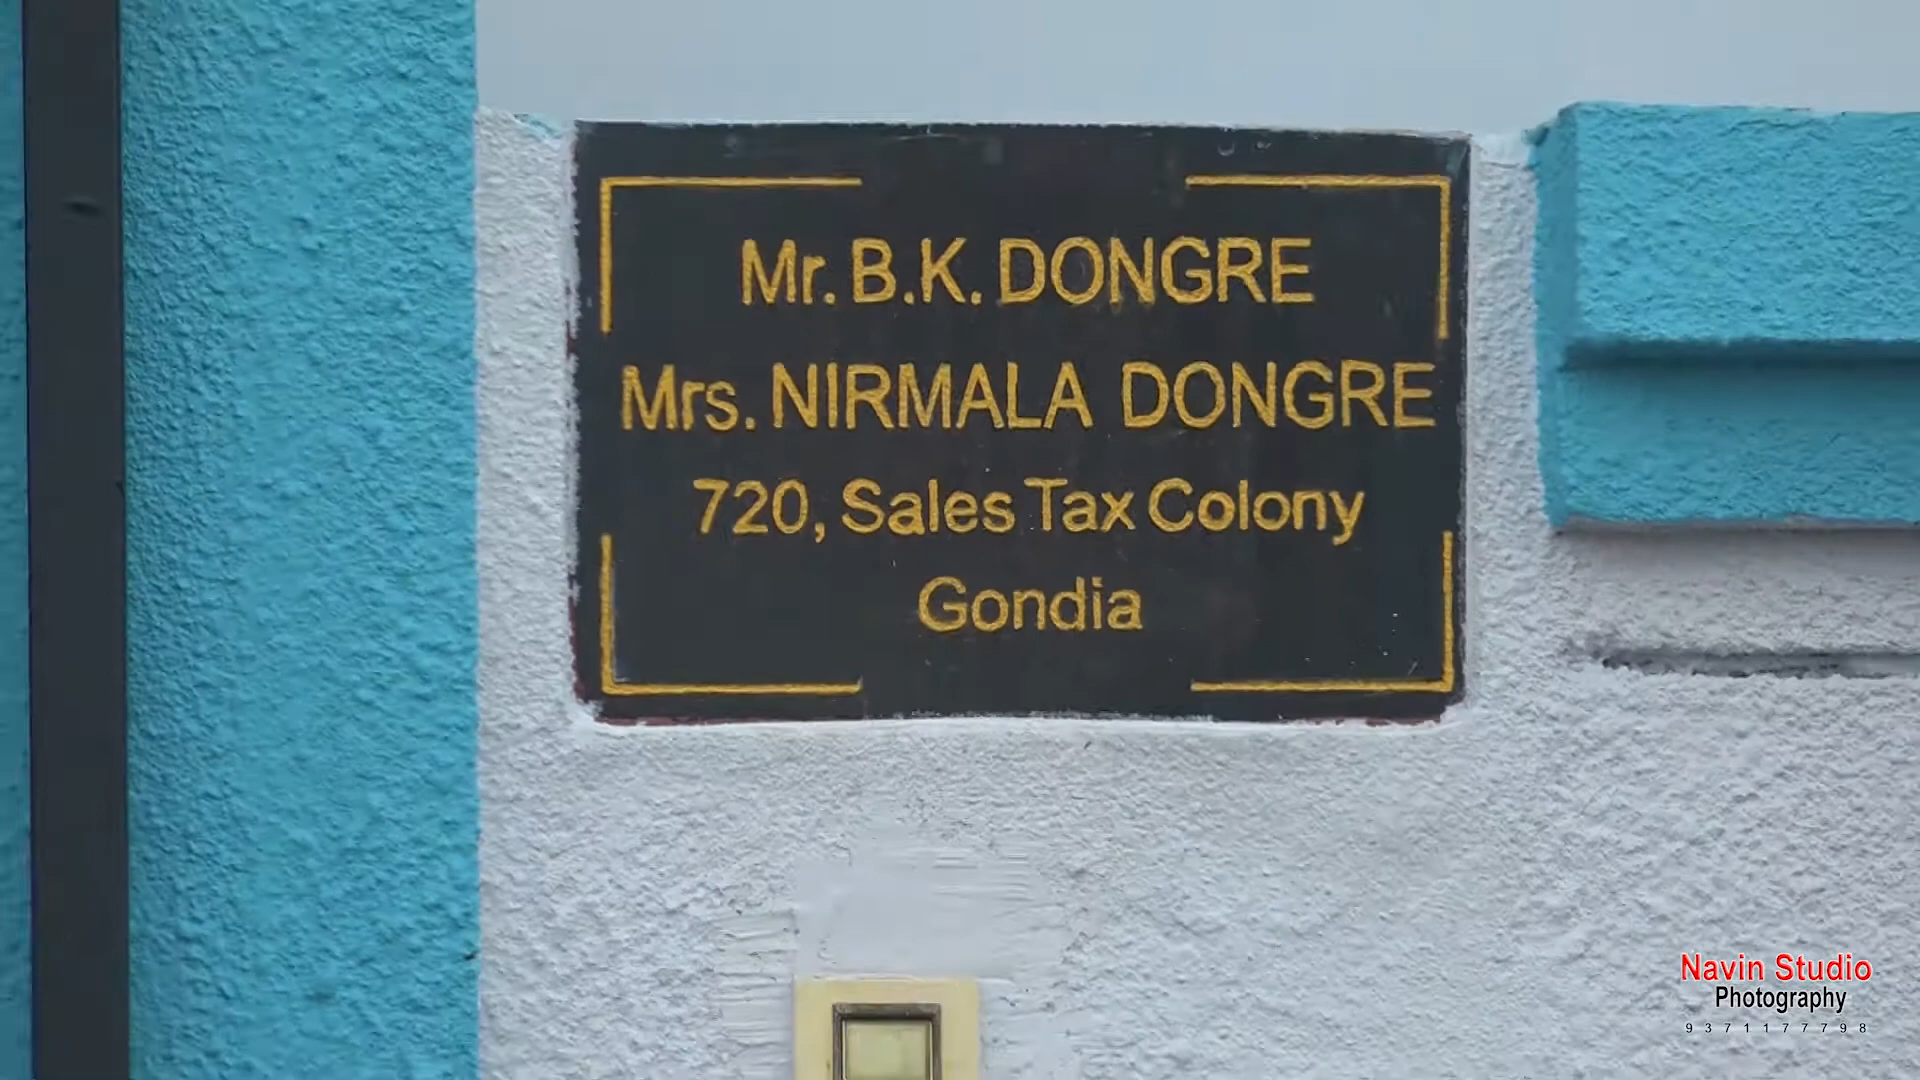 Mr. B.K. DONGRE
Mrs. NIRMALA DONGRE
720, Sales Tax Colony
Gondia
Navin Studio
Photography
9371177798